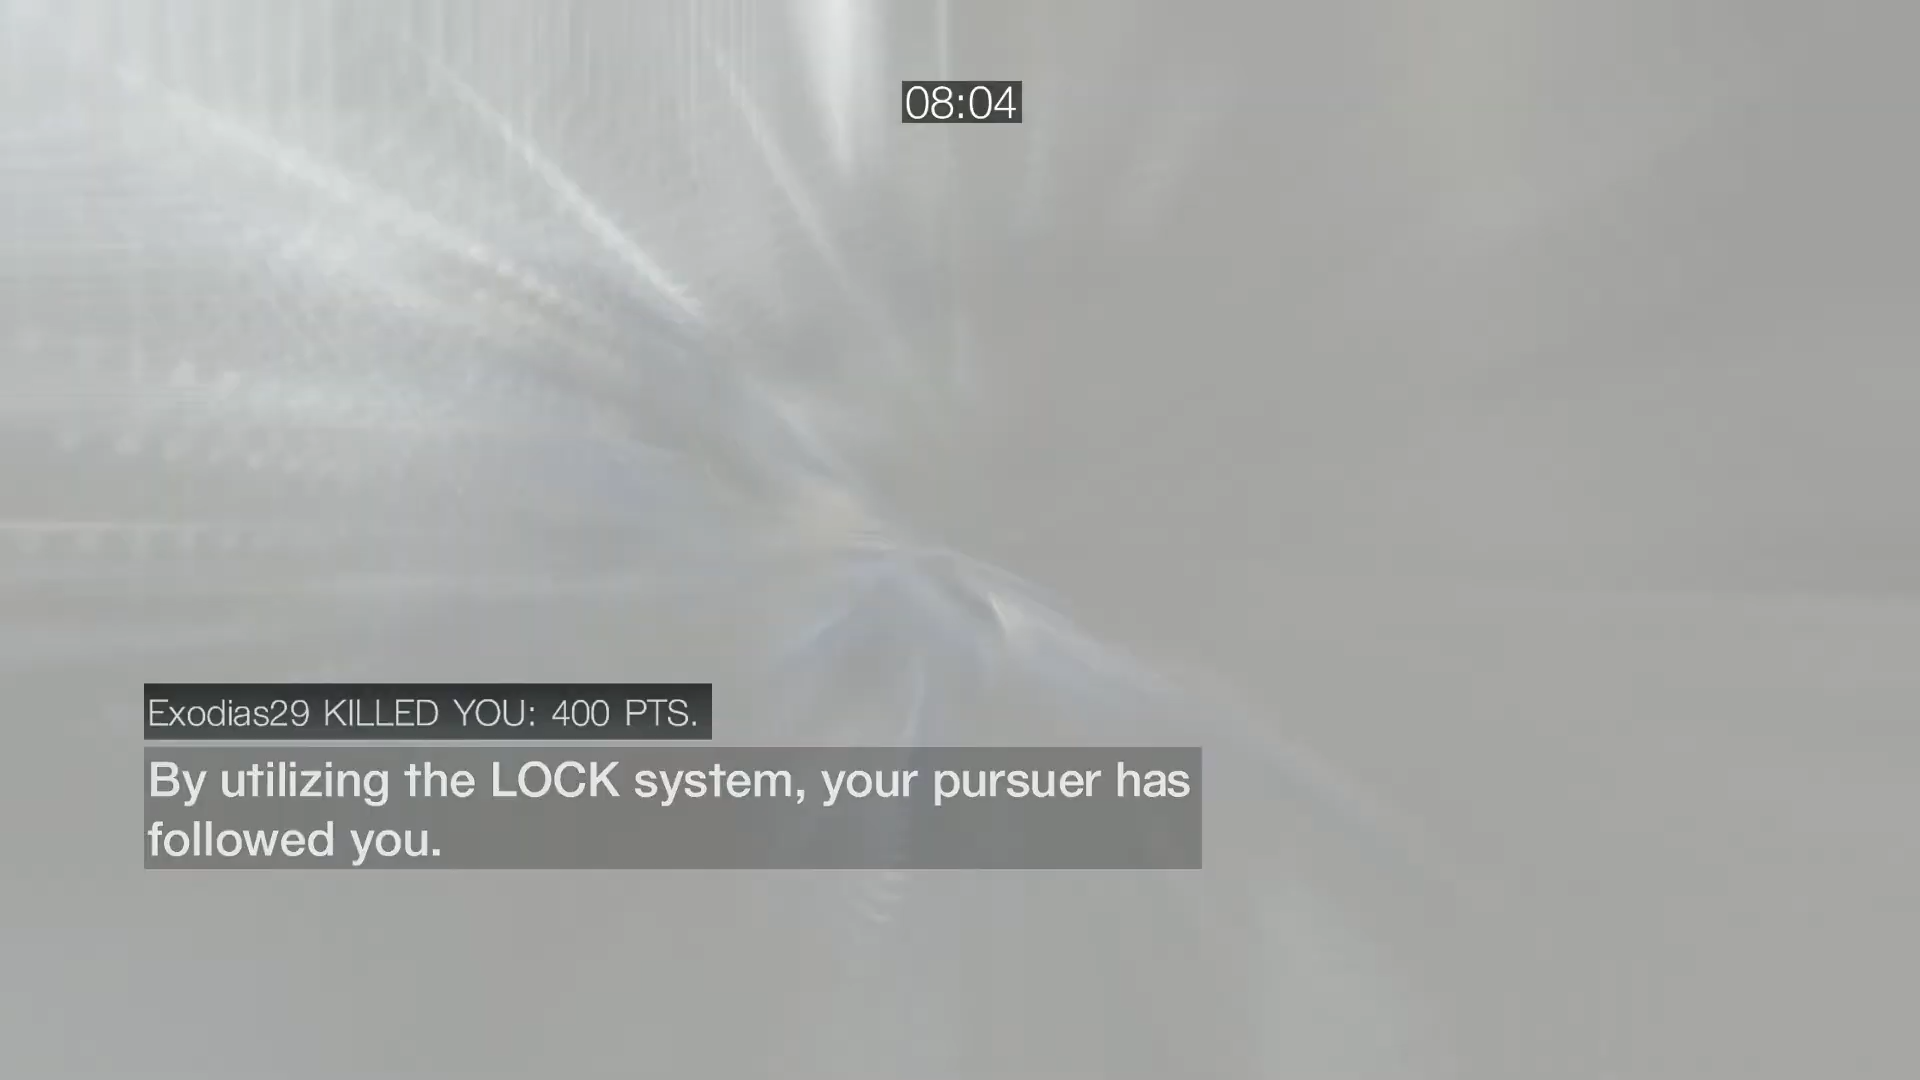 08:04
Exodias29 KILLED YOU: 400 PTS.
By utilizing the LOCK system, your pursuer has
followed you.